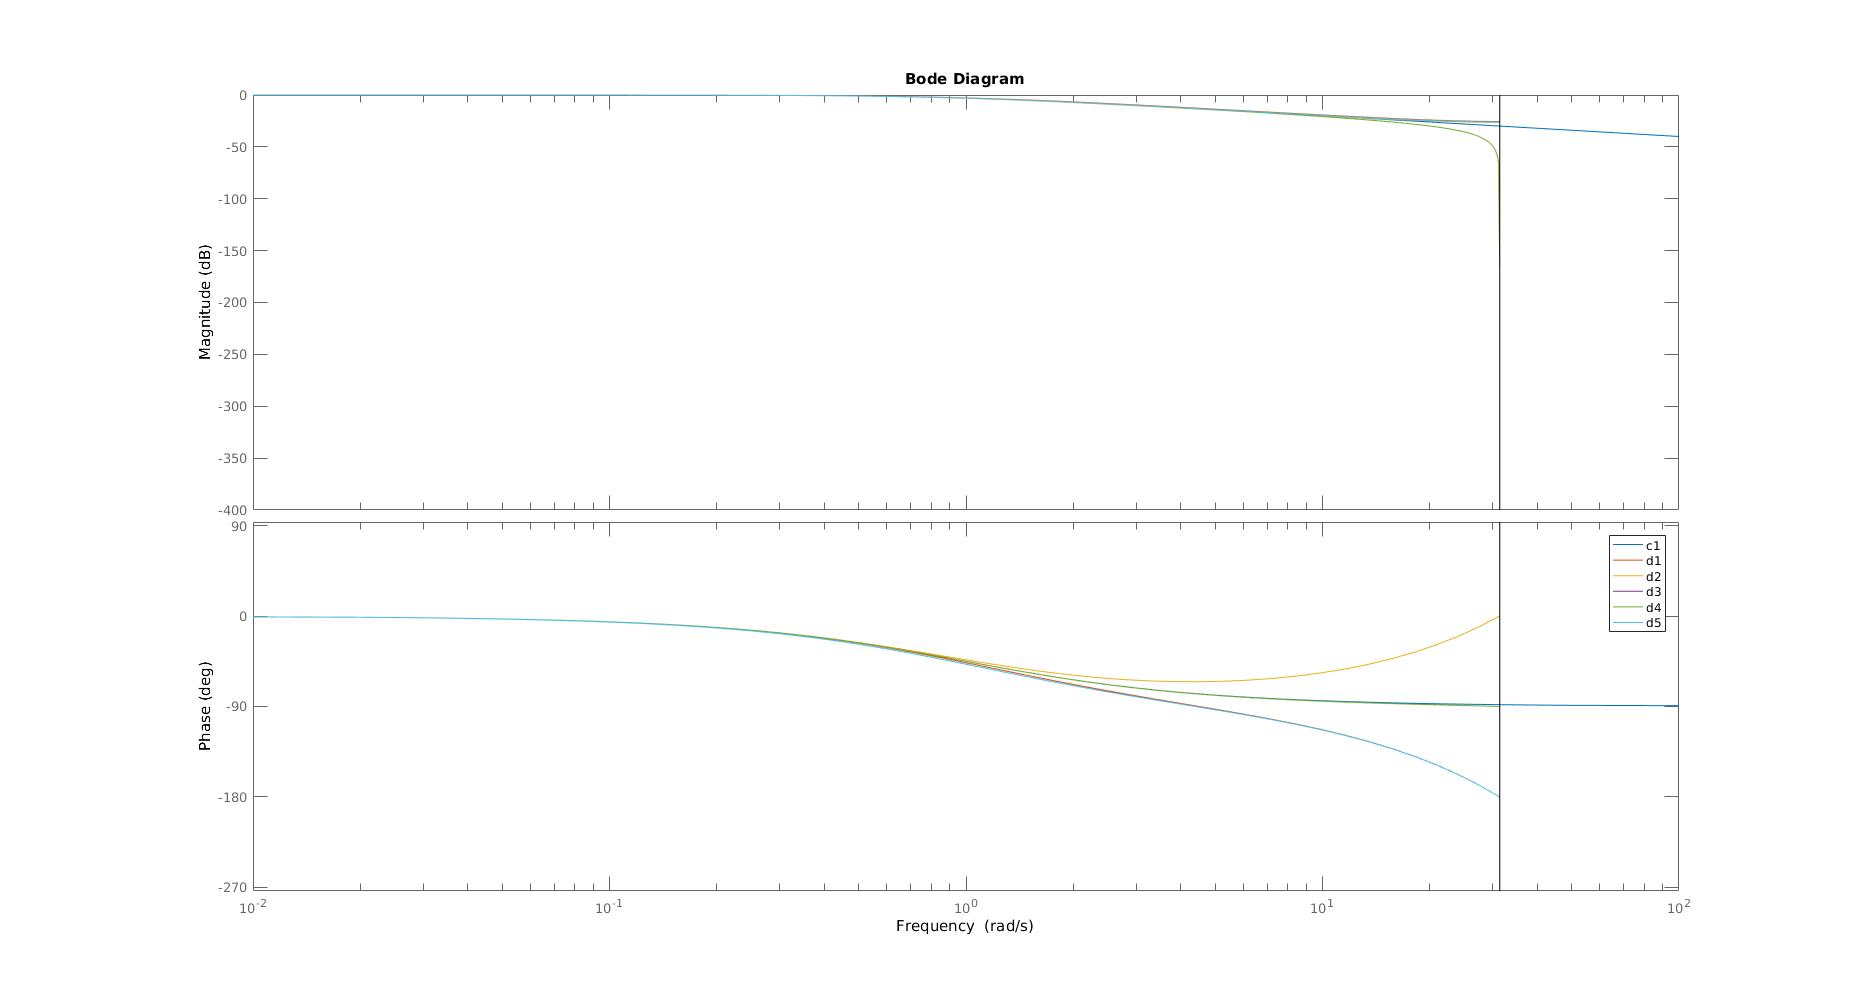 Bode Diagram
Magnitude (dB)
0
-50
-100
-150
-200
-250
-300
-350
-400
Phase (deg)
90
0
-90
-180
-270
c1
d1
d2
d3
d4
d5
10^-2
10^-1
10^0
10^1
10^2
Frequency (rad/s)